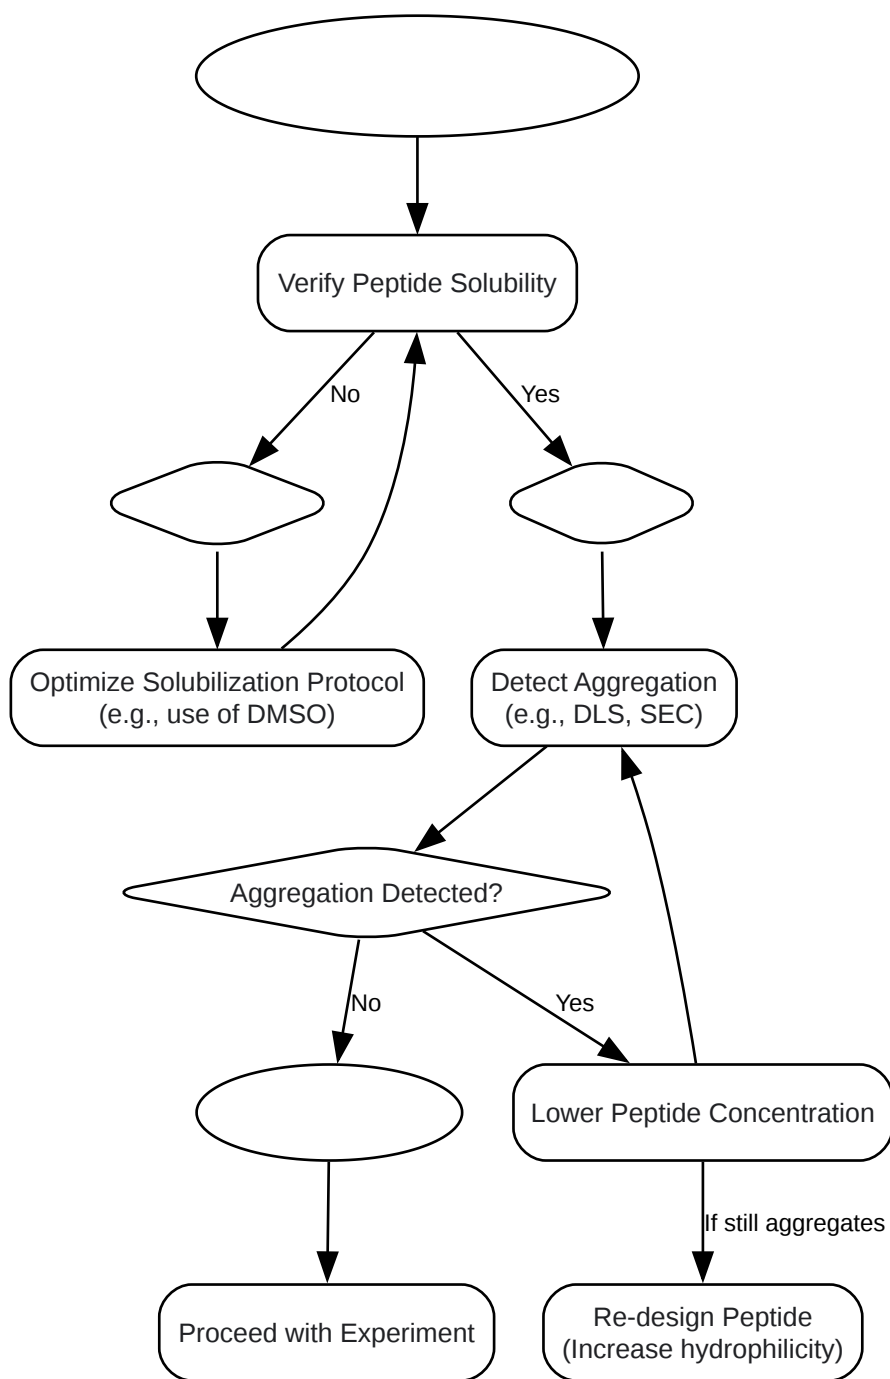 Verify Peptide Solubility
No
Yes
Optimize Solubilization Protocol
(e.g., use of DMSO)
Detect Aggregation
(e.g., DLS, SEC)
Aggregation Detected?
No
Yes
Lower Peptide Concentration
If still aggregates
Proceed with Experiment
Re-design Peptide
(Increase hydrophilicity)